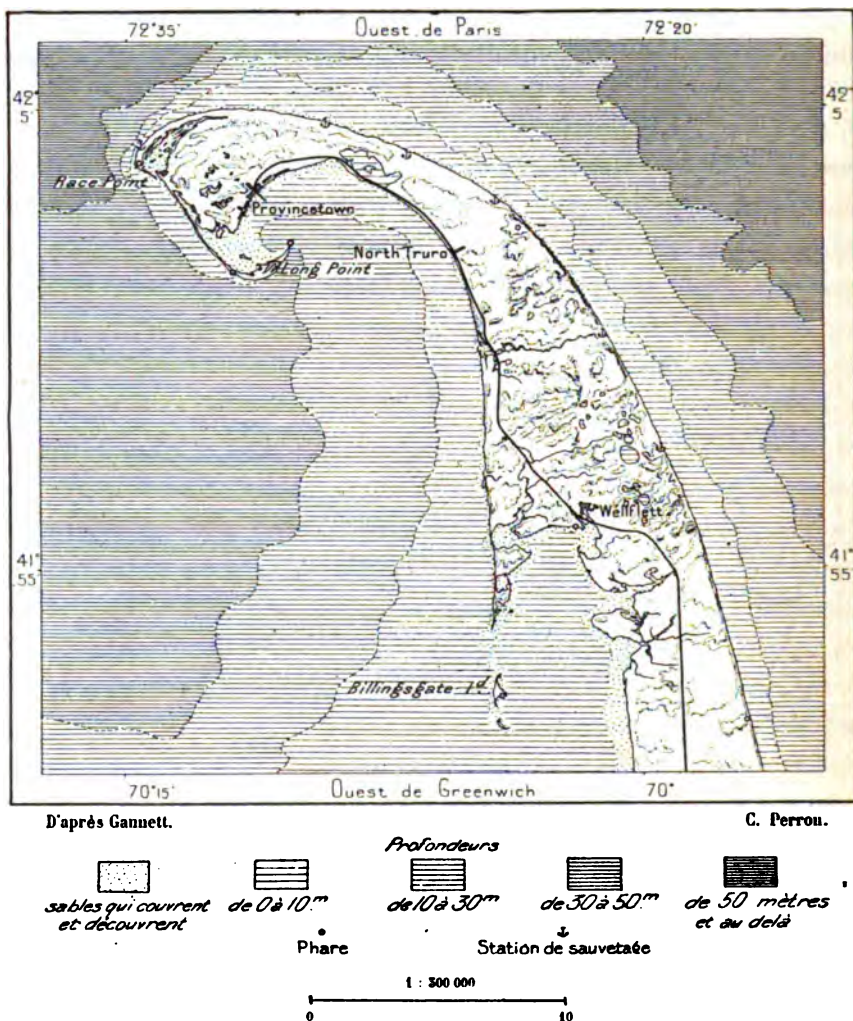 72°35' Ouest de Paris 72°20'
42° 5'
42° 5'
Race Point
Provincetown
Long Point
North Truro
Wellflett
41° 55'
41° 55'
Billingsgate Iᵈ
70°15' Ouest de Greenwich 70°
D'après Gannett. C. Perron.
Profondeurs
sables qui couvrent et découvrent
de 0 à 10ᵐ
de 10 à 30ᵐ
de 30 à 50ᵐ
de 50 mètres et au delà
Phare Station de sauvetage
1 : 300 000
0 10